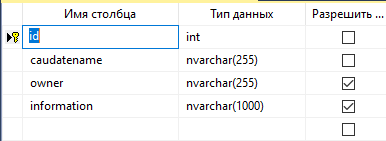 Имя столбца Тип данных Разрешить ...
id int
caudatename nvarchar(255)
owner nvarchar(255)
information nvarchar(1000)